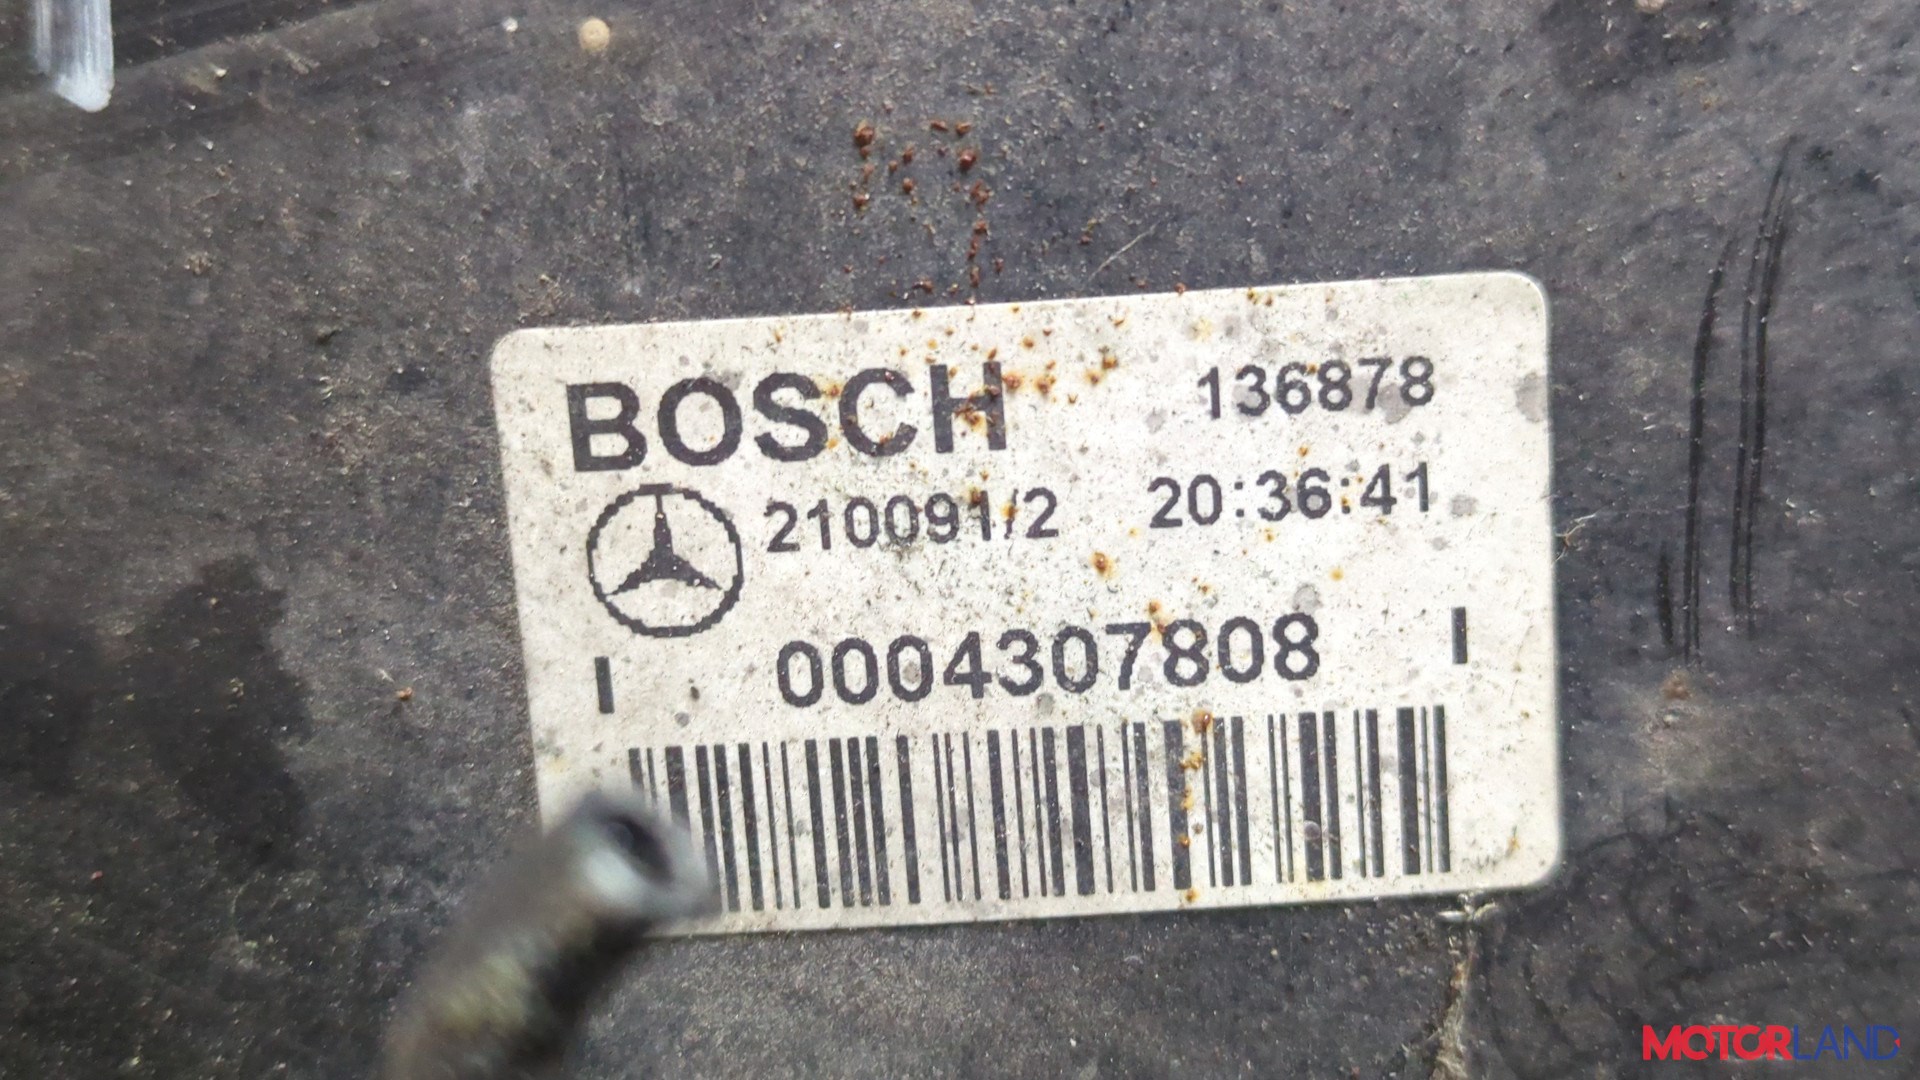 BOSCH 136878
210091/2 20:36:41
0004307808
MOTORLAND